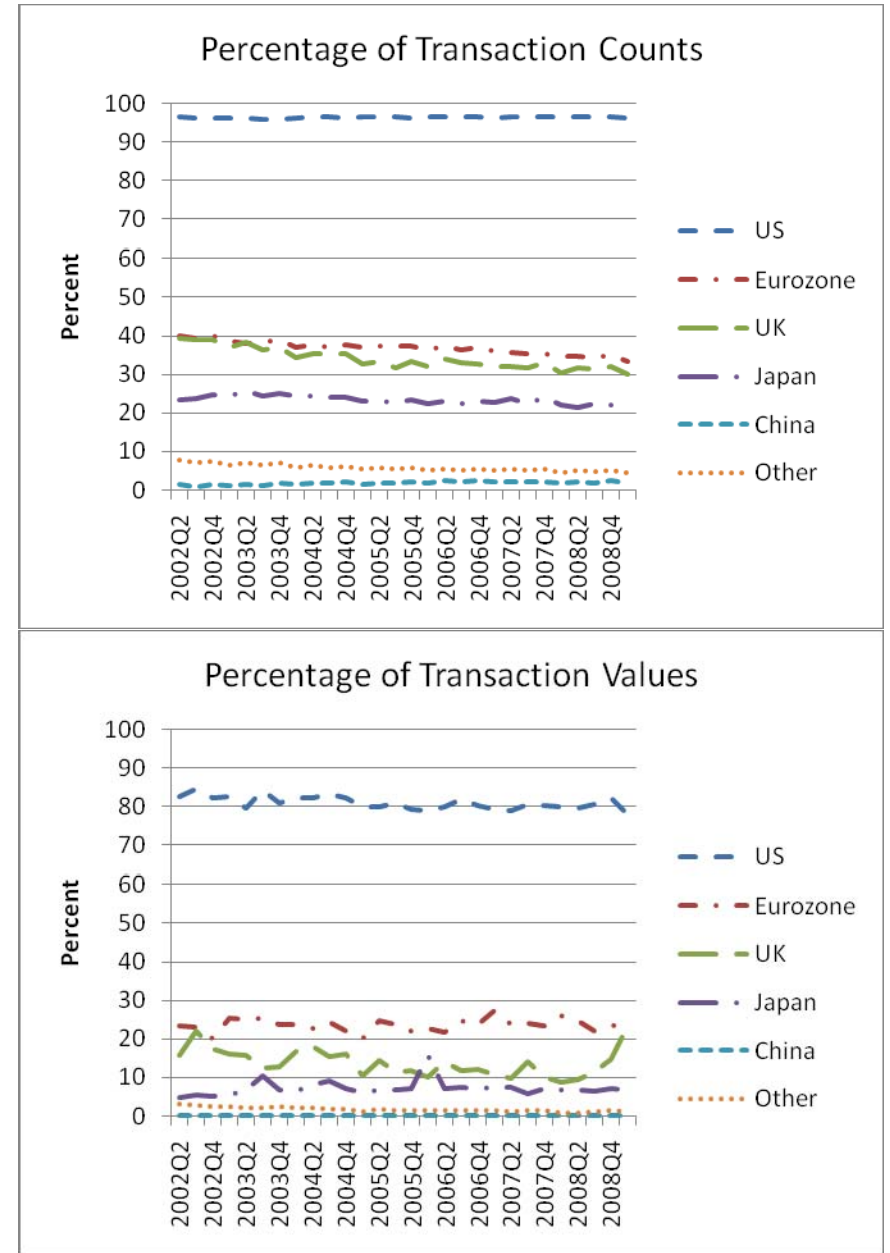 Percentage of Transaction Counts
100
90
80
70
60
50
40
30
20
10
0
Percent
2002Q2
2002Q4
2003Q2
2003Q4
2004Q2
2004Q4
2005Q2
2005Q4
2006Q2
2006Q4
2007Q2
2007Q4
2008Q2
2008Q4
US
Eurozone
UK
Japan
China
Other
Percentage of Transaction Values
100
90
80
70
60
50
40
30
20
10
0
Percent
2002Q2
2002Q4
2003Q2
2003Q4
2004Q2
2004Q4
2005Q2
2005Q4
2006Q2
2006Q4
2007Q2
2007Q4
2008Q2
2008Q4
US
Eurozone
UK
Japan
China
Other